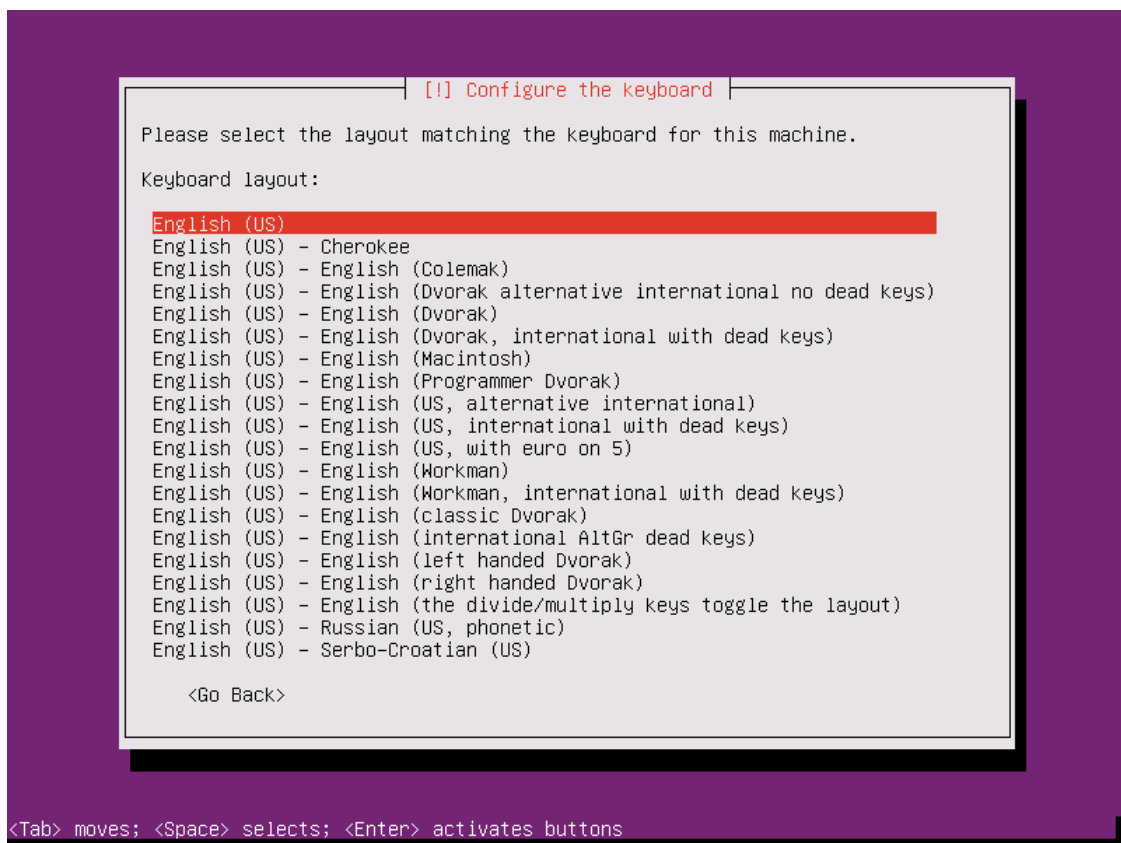 [!] Configure the keyboard
Please select the layout matching the keyboard for this machine.
Keyboard layout:
English (US)
English (US) – Cherokee
English (US) – English (Colemak)
English (US) – English (Dvorak alternative international no dead keys)
English (US) – English (Dvorak)
English (US) – English (Dvorak, international with dead keys)
English (US) – English (Macintosh)
English (US) – English (Programmer Dvorak)
English (US) – English (US, alternative international)
English (US) – English (US, international with dead keys)
English (US) – English (US, with euro on 5)
English (US) – English (Workman)
English (US) – English (Workman, international with dead keys)
English (US) – English (classic Dvorak)
English (US) – English (international AltGr dead keys)
English (US) – English (left handed Dvorak)
English (US) – English (right handed Dvorak)
English (US) – English (the divide/multiply keys toggle the layout)
English (US) – Russian (US, phonetic)
English (US) – Serbo–Croatian (US)
<Go Back>
<Tab> moves; <Space> selects; <Enter> activates buttons